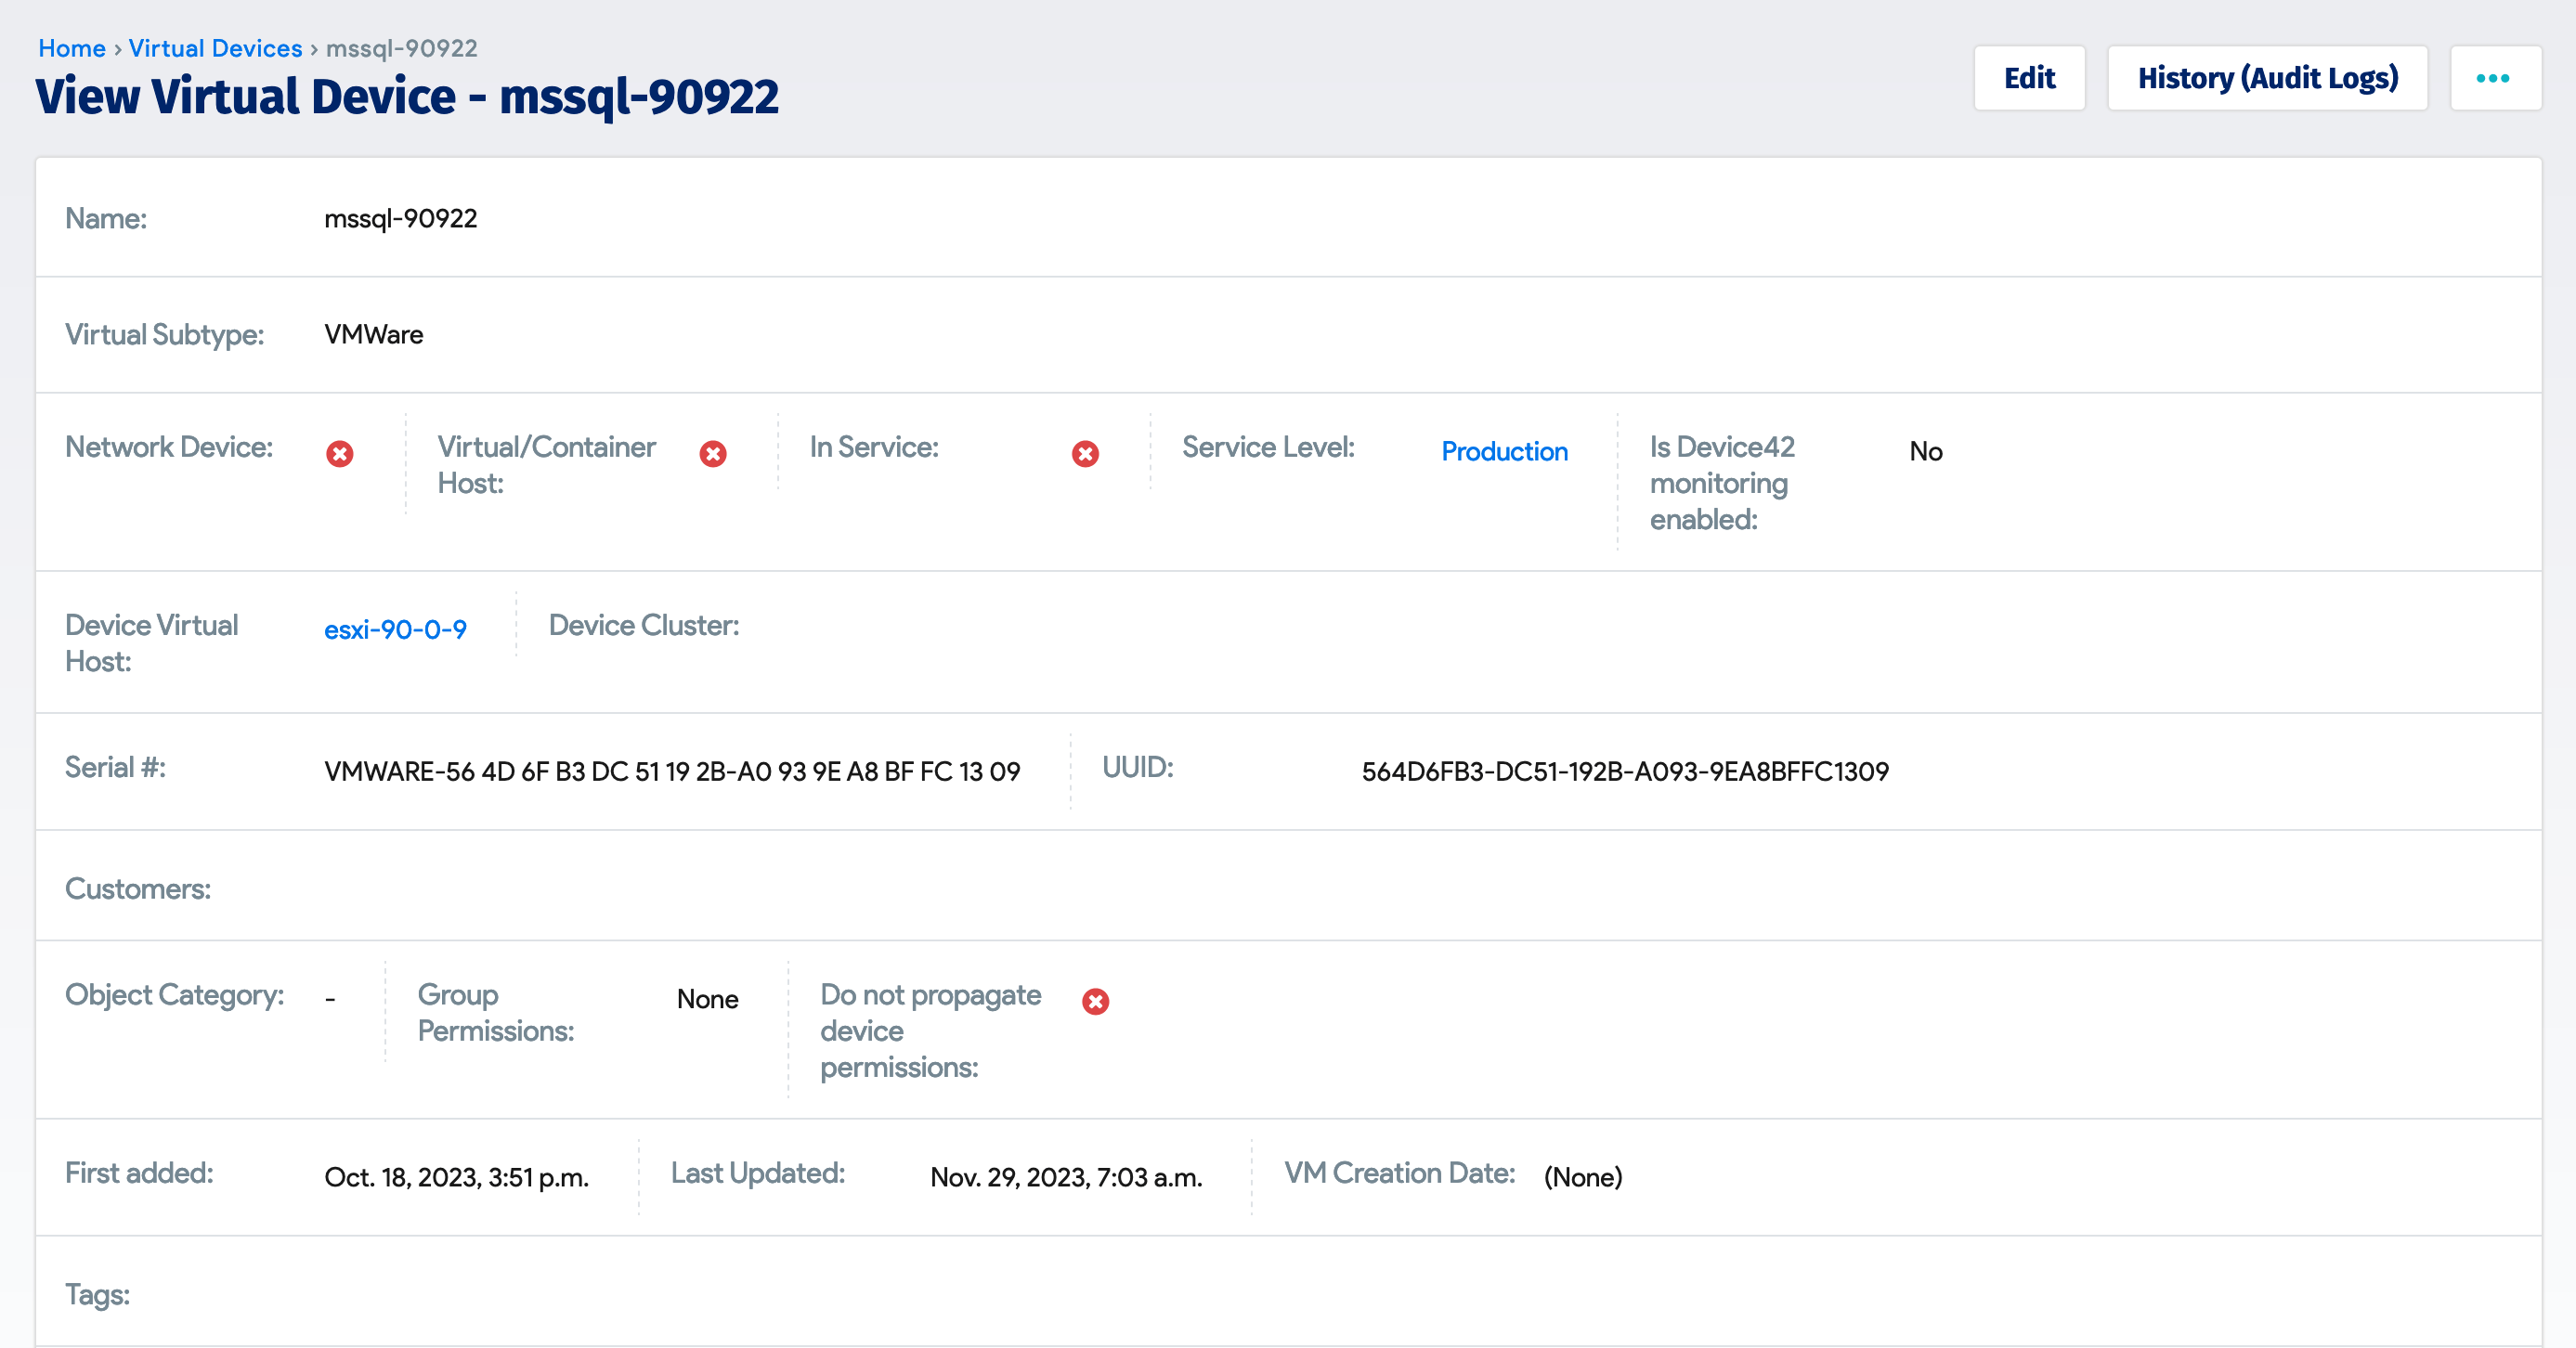 Home › Virtual Devices › mssql-90922
View Virtual Device - mssql-90922
Edit
History (Audit Logs)
Name: mssql-90922
Virtual Subtype: VMWare
Network Device:
Virtual/Container
Host:
In Service:
Service Level: Production
Is Device42
monitoring
enabled:
No
Device Virtual
Host:
esxi-90-0-9
Device Cluster:
Serial #: VMWARE-56 4D 6F B3 DC 51 19 2B-A0 93 9E A8 BF FC 13 09
UUID: 564D6FB3-DC51-192B-A093-9EA8BFFC1309
Customers:
Object Category: -
Group
Permissions:
None
Do not propagate
device
permissions:
First added: Oct. 18, 2023, 3:51 p.m.
Last Updated: Nov. 29, 2023, 7:03 a.m.
VM Creation Date: (None)
Tags: